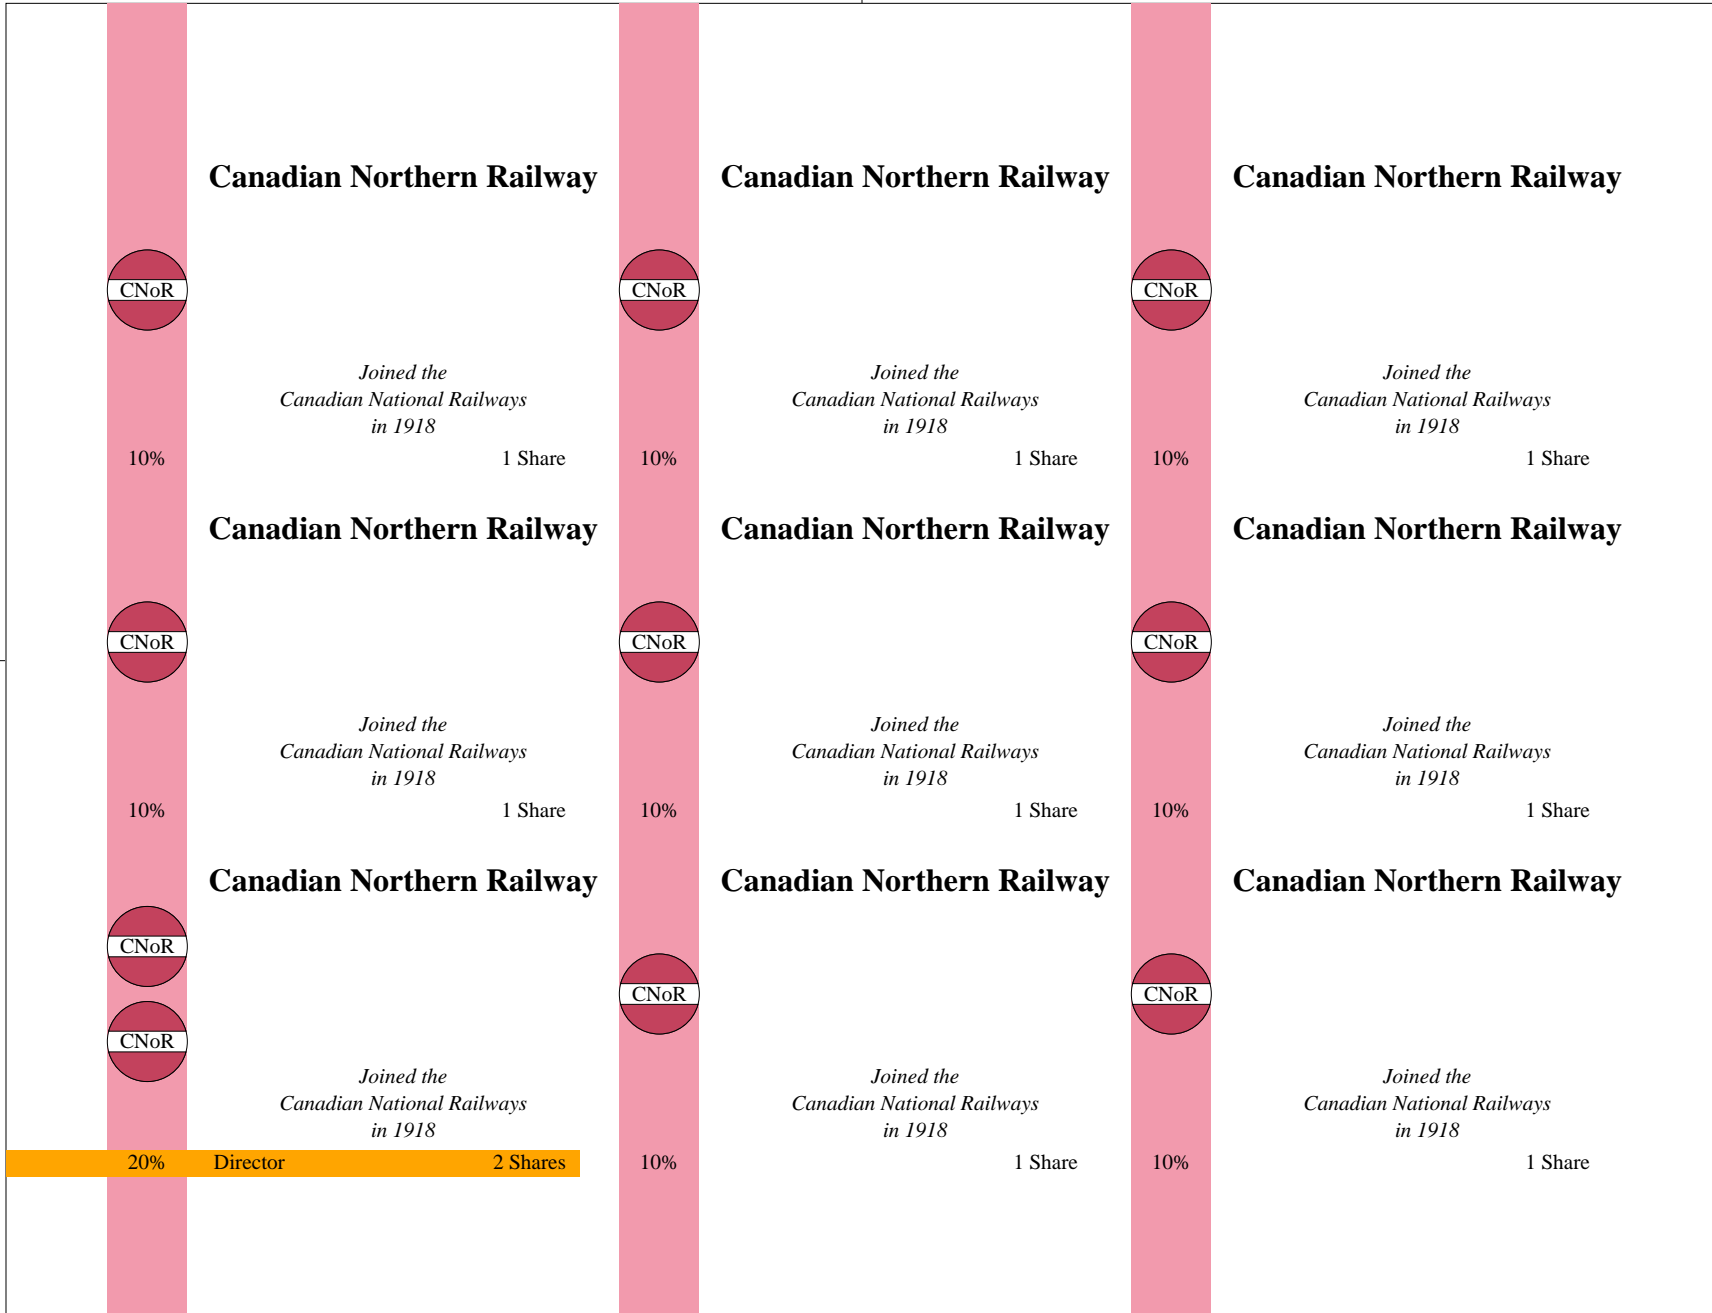 Canadian Northern Railway
CNoR
Joined the
Canadian National Railways
in 1918
10%
1 Share
Canadian Northern Railway
CNoR
Joined the
Canadian National Railways
in 1918
10%
1 Share
Canadian Northern Railway
CNoR
Joined the
Canadian National Railways
in 1918
10%
1 Share
Canadian Northern Railway
CNoR
Joined the
Canadian National Railways
in 1918
10%
1 Share
Canadian Northern Railway
CNoR
Joined the
Canadian National Railways
in 1918
10%
1 Share
Canadian Northern Railway
CNoR
Joined the
Canadian National Railways
in 1918
10%
1 Share
Canadian Northern Railway
CNoR
CNoR
Joined the
Canadian National Railways
in 1918
20% Director 2 Shares
Canadian Northern Railway
CNoR
Joined the
Canadian National Railways
in 1918
10%
1 Share
Canadian Northern Railway
CNoR
Joined the
Canadian National Railways
in 1918
10%
1 Share